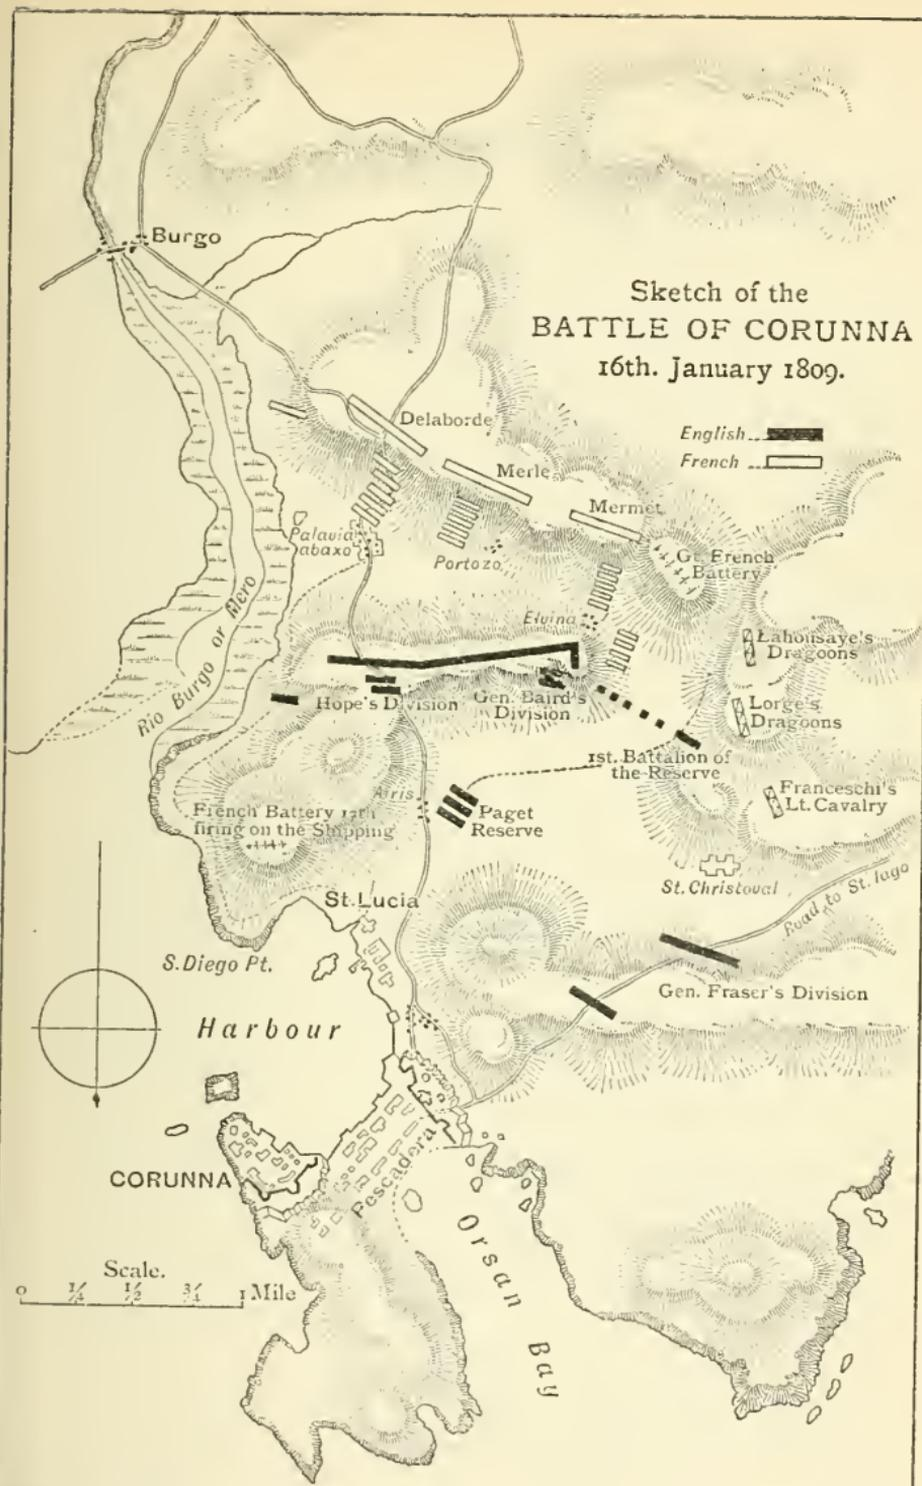 Burgo
Sketch of the
BATTLE OF CORUNNA
16th. January 1809.
English
French
Delaborde
Merle
Mermet
Gt. French
Battery
Palavia
abaxo
Portozo
Elvina
Rio Burgo or Mero
Lahousaye's
Dragoons
Hope's Division
Gen. Baird's
Division
Lorge's
Dragoons
1st. Battalion of
the Reserve
Airis
Paget
Reserve
Franceschi's
Lt. Cavalry
French Battery 17th
firing on the Shipping
St. Christoval
Road to St. Iago
St. Lucia
S. Diego Pt.
Gen. Fraser's Division
Harbour
CORUNNA
Pescadera
Orsan Bay
Scale.
0 ¼ ½ ¾ 1 Mile